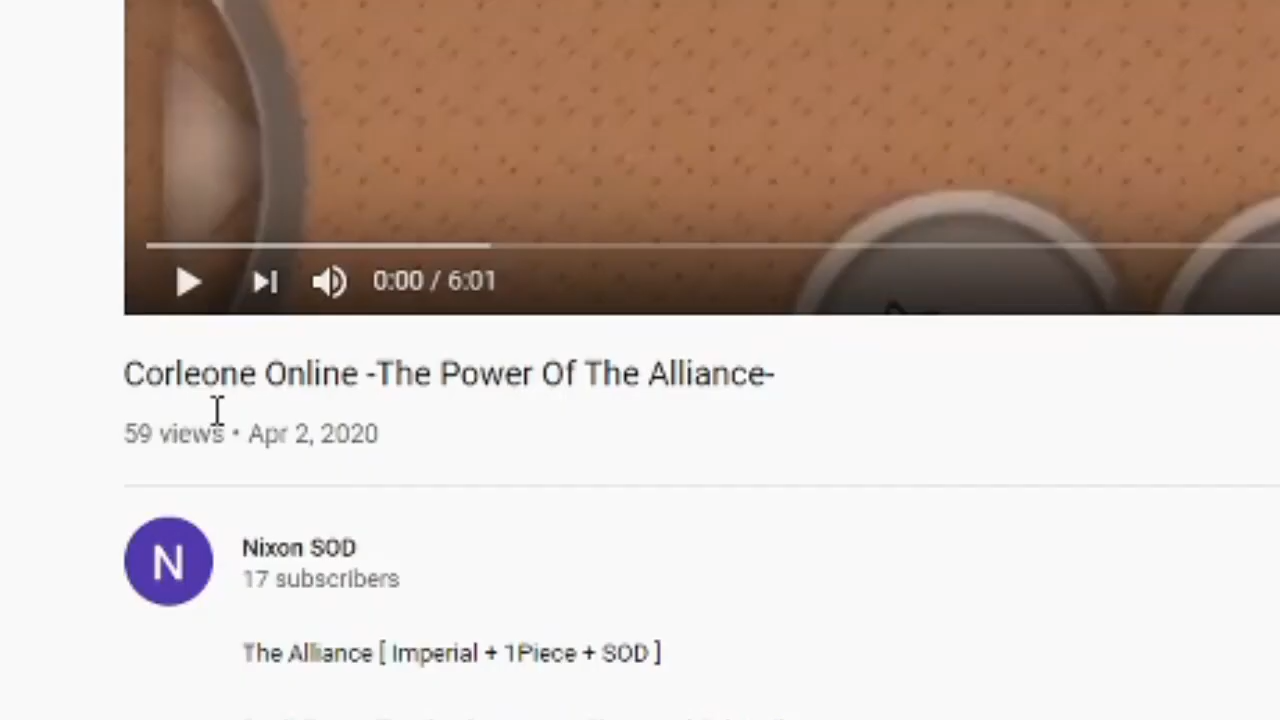 0:00 / 6:01
Corleone Online -The Power Of The Alliance-
59 views • Apr 2, 2020
N
Nixon SOD
17 subscribers
The Alliance [ Imperial + 1Piece + SOD ]